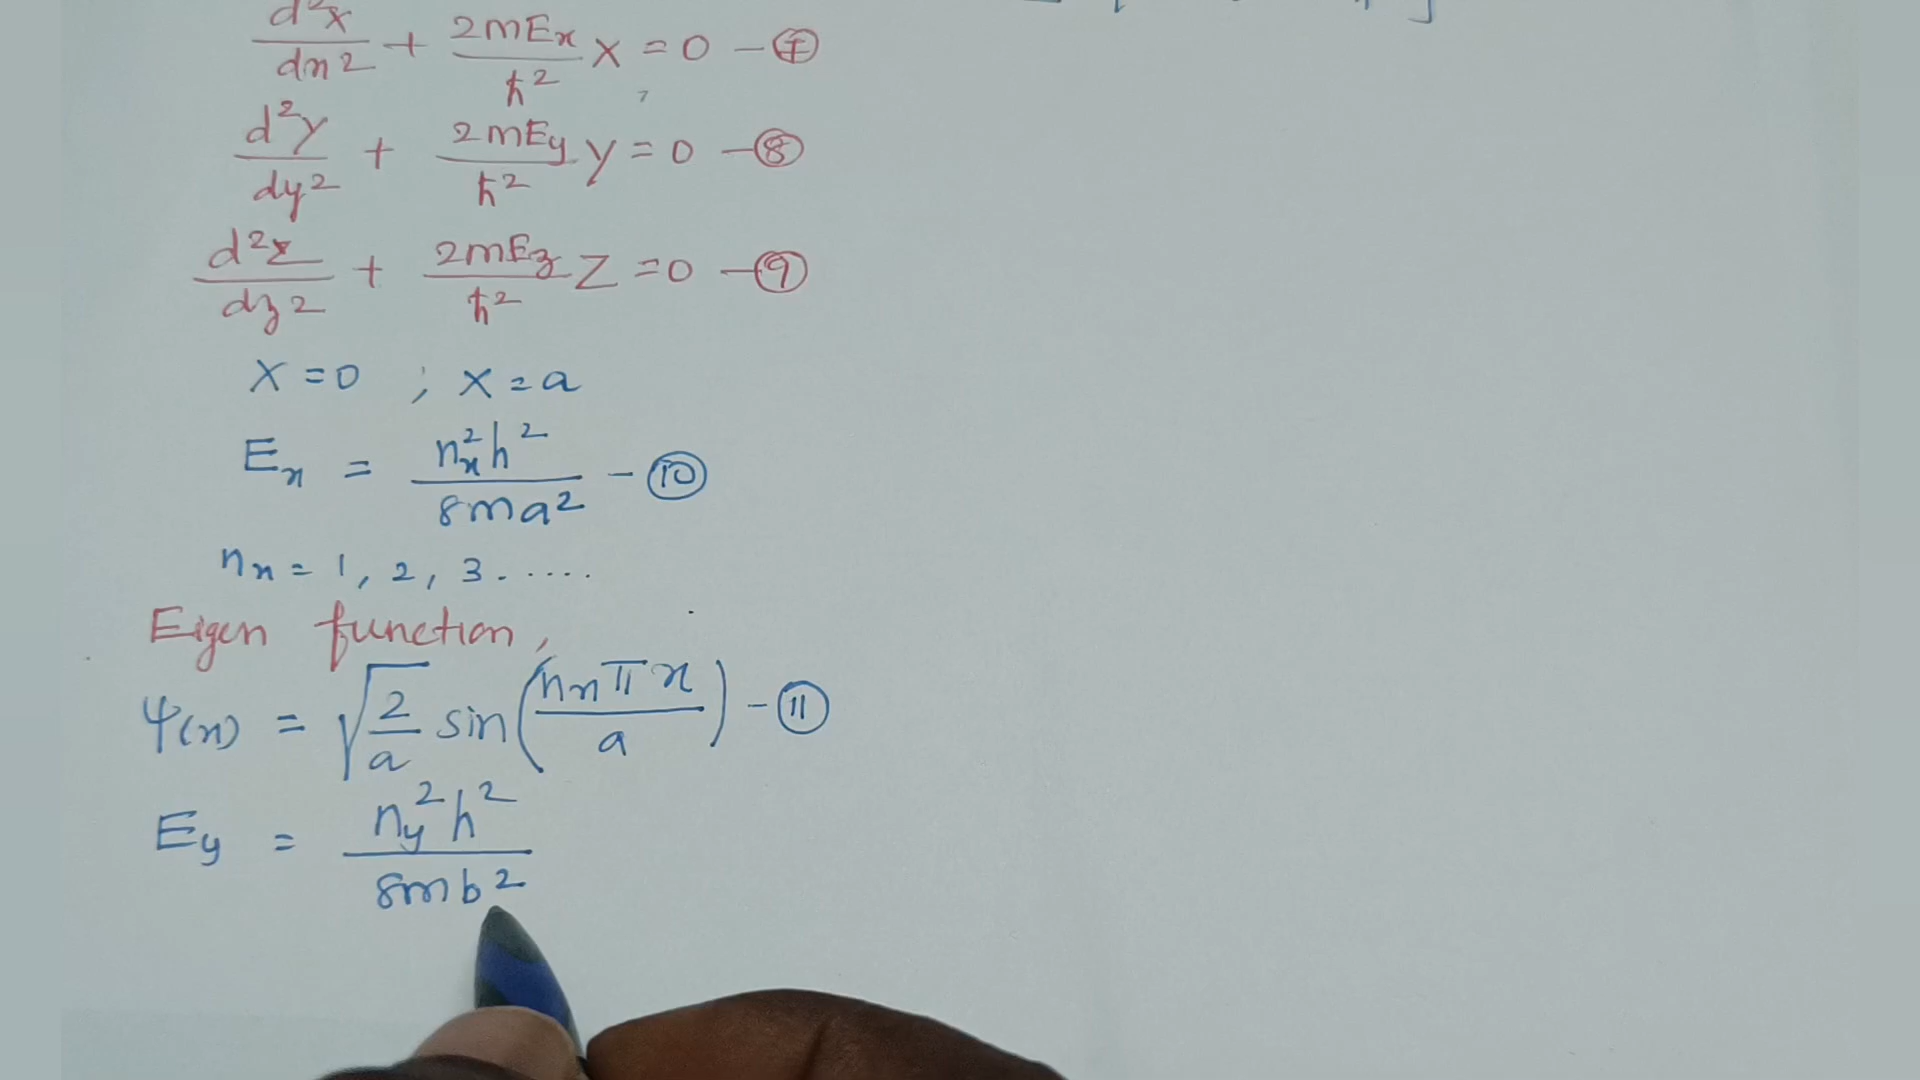 d²X/dx² + 2mEx/ħ² X = 0 - ⑦
d²Y/dy² + 2mEy/ħ² Y = 0 - ⑧
d²Z/dz² + 2mEz/ħ² Z = 0 - ⑨
X = 0 ; X = a
Ex = nx²h²/8ma² - ⑩
nx = 1, 2, 3......
Eigen function,
Ψ(x) = √(2/a) sin(nxπx/a) - ⑪
Ey = ny²h²/8mb²